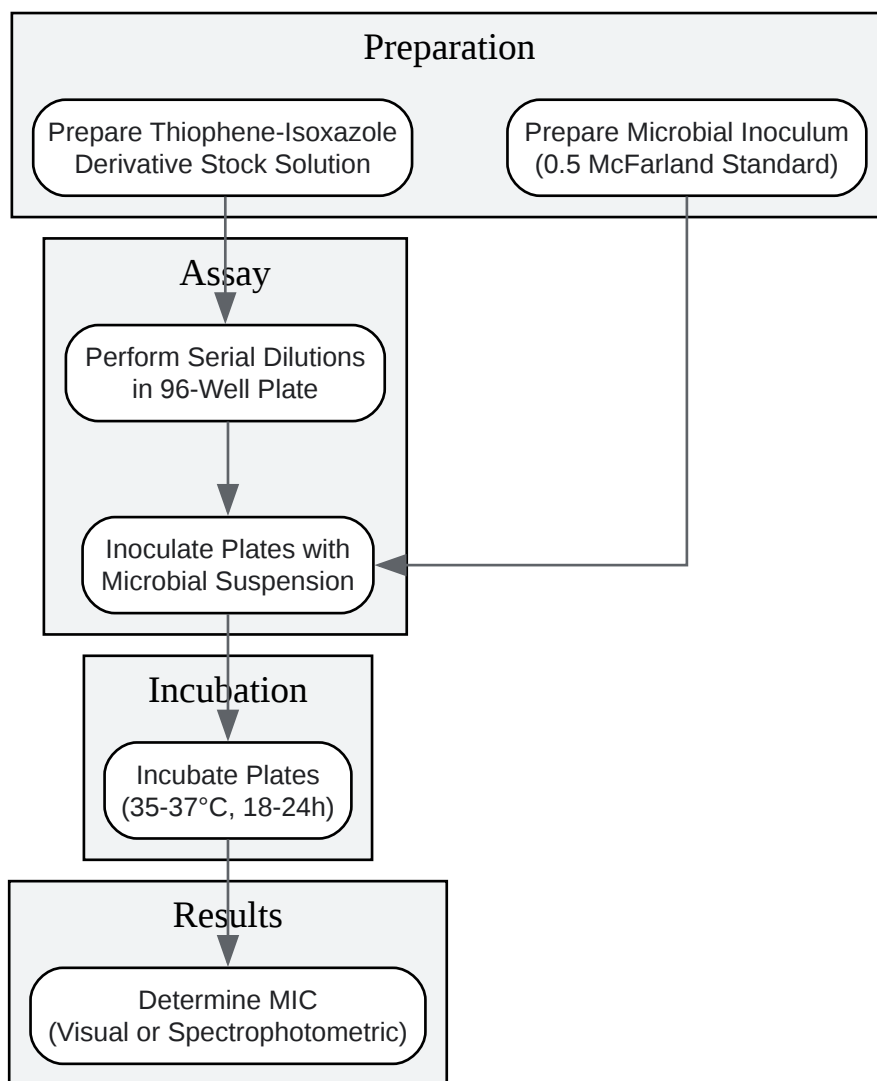 Preparation
Prepare Thiophene-Isoxazole
Derivative Stock Solution
Prepare Microbial Inoculum
(0.5 McFarland Standard)
Assay
Perform Serial Dilutions
in 96-Well Plate
Inoculate Plates with
Microbial Suspension
Incubation
Incubate Plates
(35-37°C, 18-24h)
Results
Determine MIC
(Visual or Spectrophotometric)